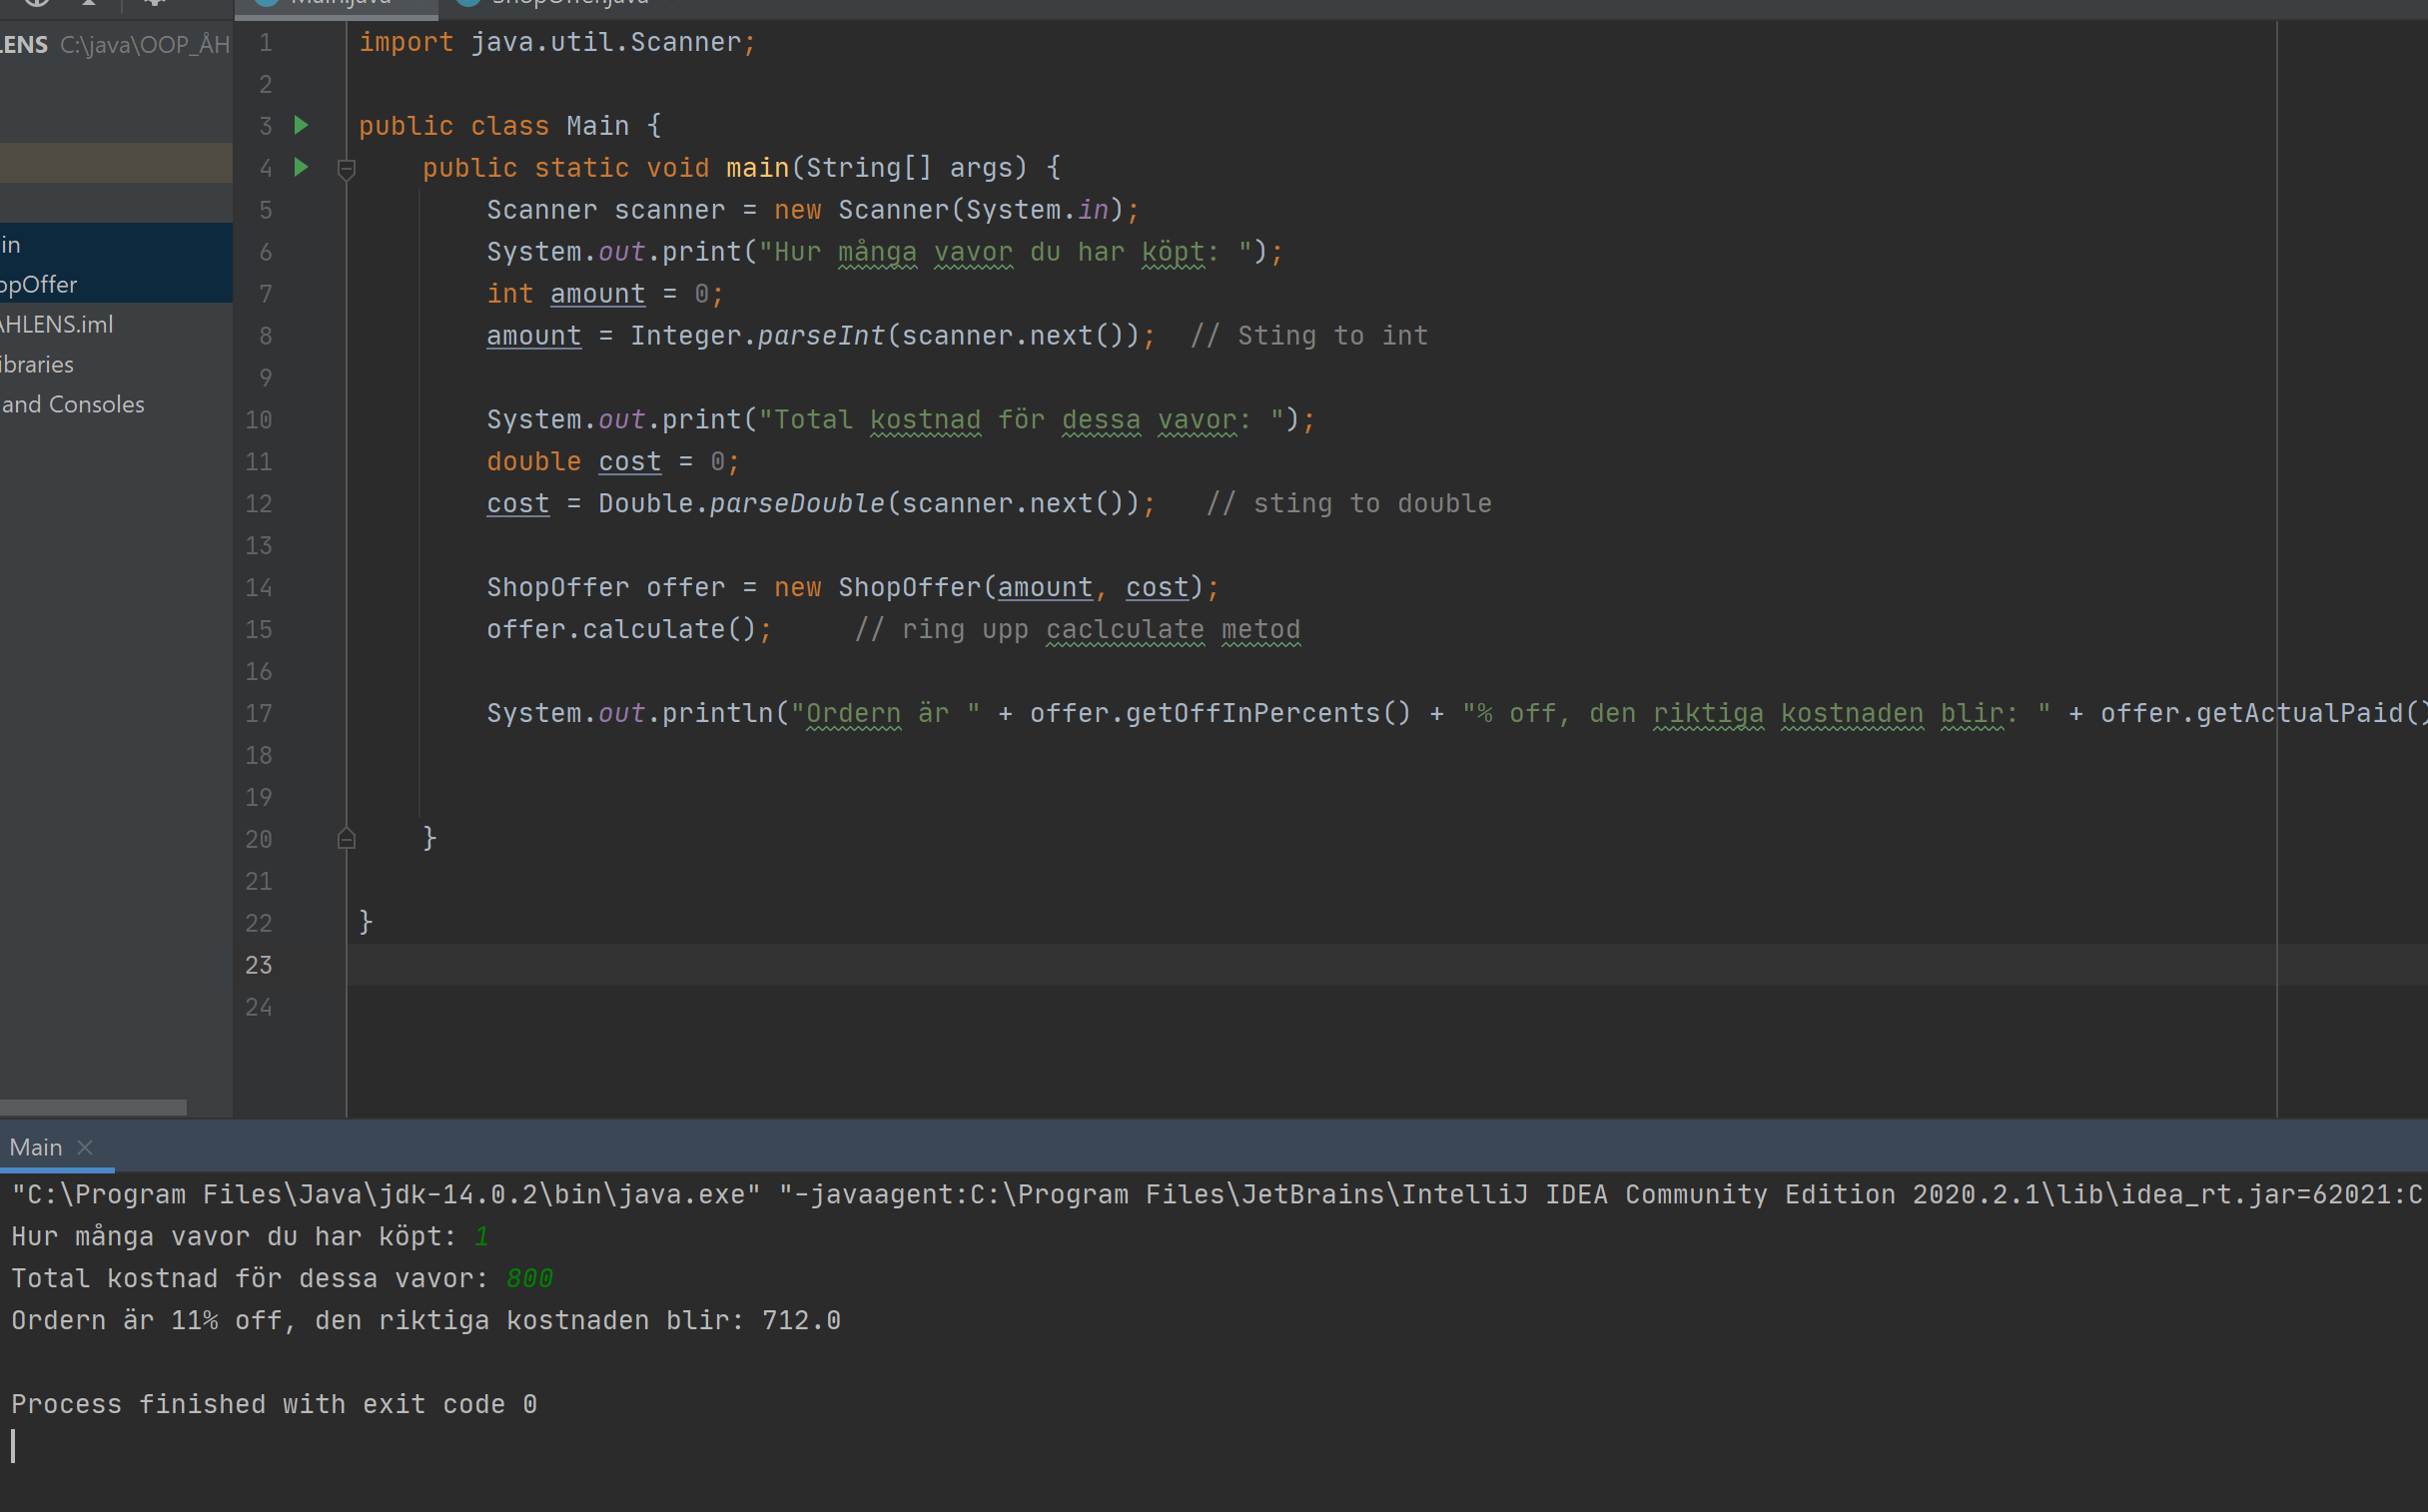 Main.java ShopOffer.java
LENS C:\java\OOP_ÅH
in
opOffer
HLENS.iml
ibraries
and Consoles
1 import java.util.Scanner;
2
3 public class Main {
4 public static void main(String[] args) {
5 Scanner scanner = new Scanner(System.in);
6 System.out.print("Hur många vavor du har köpt: ");
7 int amount = 0;
8 amount = Integer.parseInt(scanner.next()); // Sting to int
9
10 System.out.print("Total kostnad för dessa vavor: ");
11 double cost = 0;
12 cost = Double.parseDouble(scanner.next()); // sting to double
13
14 ShopOffer offer = new ShopOffer(amount, cost);
15 offer.calculate(); // ring upp caclculate metod
16
17 System.out.println("Ordern är " + offer.getOffInPercents() + "% off, den riktiga kostnaden blir: " + offer.getActualPaid()
18
19
20 }
21
22 }
23
24
Main
"C:\Program Files\Java\jdk-14.0.2\bin\java.exe" "-javaagent:C:\Program Files\JetBrains\IntelliJ IDEA Community Edition 2020.2.1\lib\idea_rt.jar=62021:C
Hur många vavor du har köpt: 1
Total kostnad för dessa vavor: 800
Ordern är 11% off, den riktiga kostnaden blir: 712.0
Process finished with exit code 0